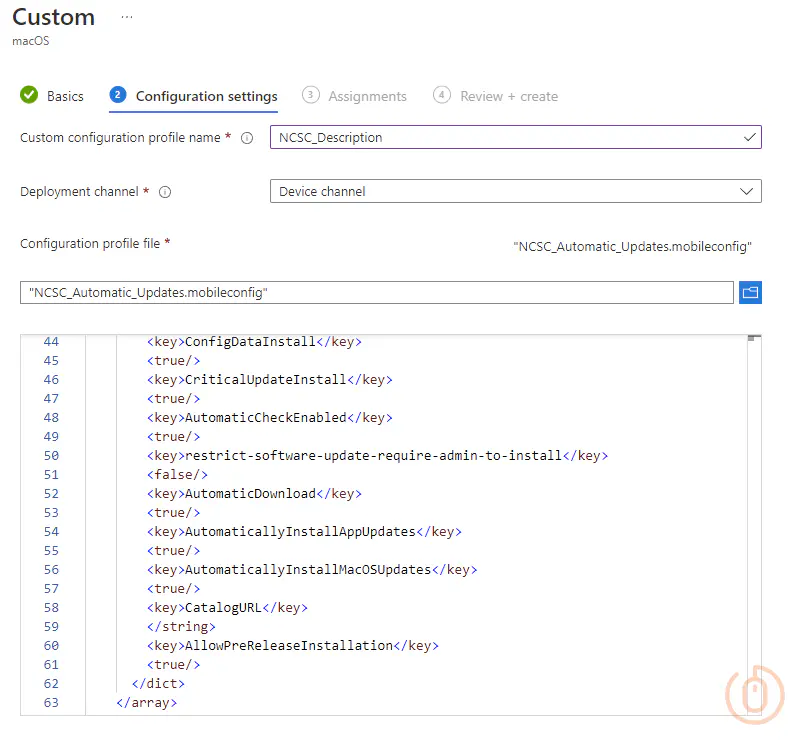 Custom ...
macOS
Basics
2 Configuration settings
3 Assignments
4 Review + create
Custom configuration profile name *
NCSC_Description
Deployment channel *
Device channel
Configuration profile file *
"NCSC_Automatic_Updates.mobileconfig"
"NCSC_Automatic_Updates.mobileconfig"
44 <key>ConfigDataInstall</key>
45 <true/>
46 <key>CriticalUpdateInstall</key>
47 <true/>
48 <key>AutomaticCheckEnabled</key>
49 <true/>
50 <key>restrict-software-update-require-admin-to-install</key>
51 <false/>
52 <key>AutomaticDownload</key>
53 <true/>
54 <key>AutomaticallyInstallAppUpdates</key>
55 <true/>
56 <key>AutomaticallyInstallMacOSUpdates</key>
57 <true/>
58 <key>CatalogURL</key>
59 </string>
60 <key>AllowPreReleaseInstallation</key>
61 <true/>
62 </dict>
63 </array>